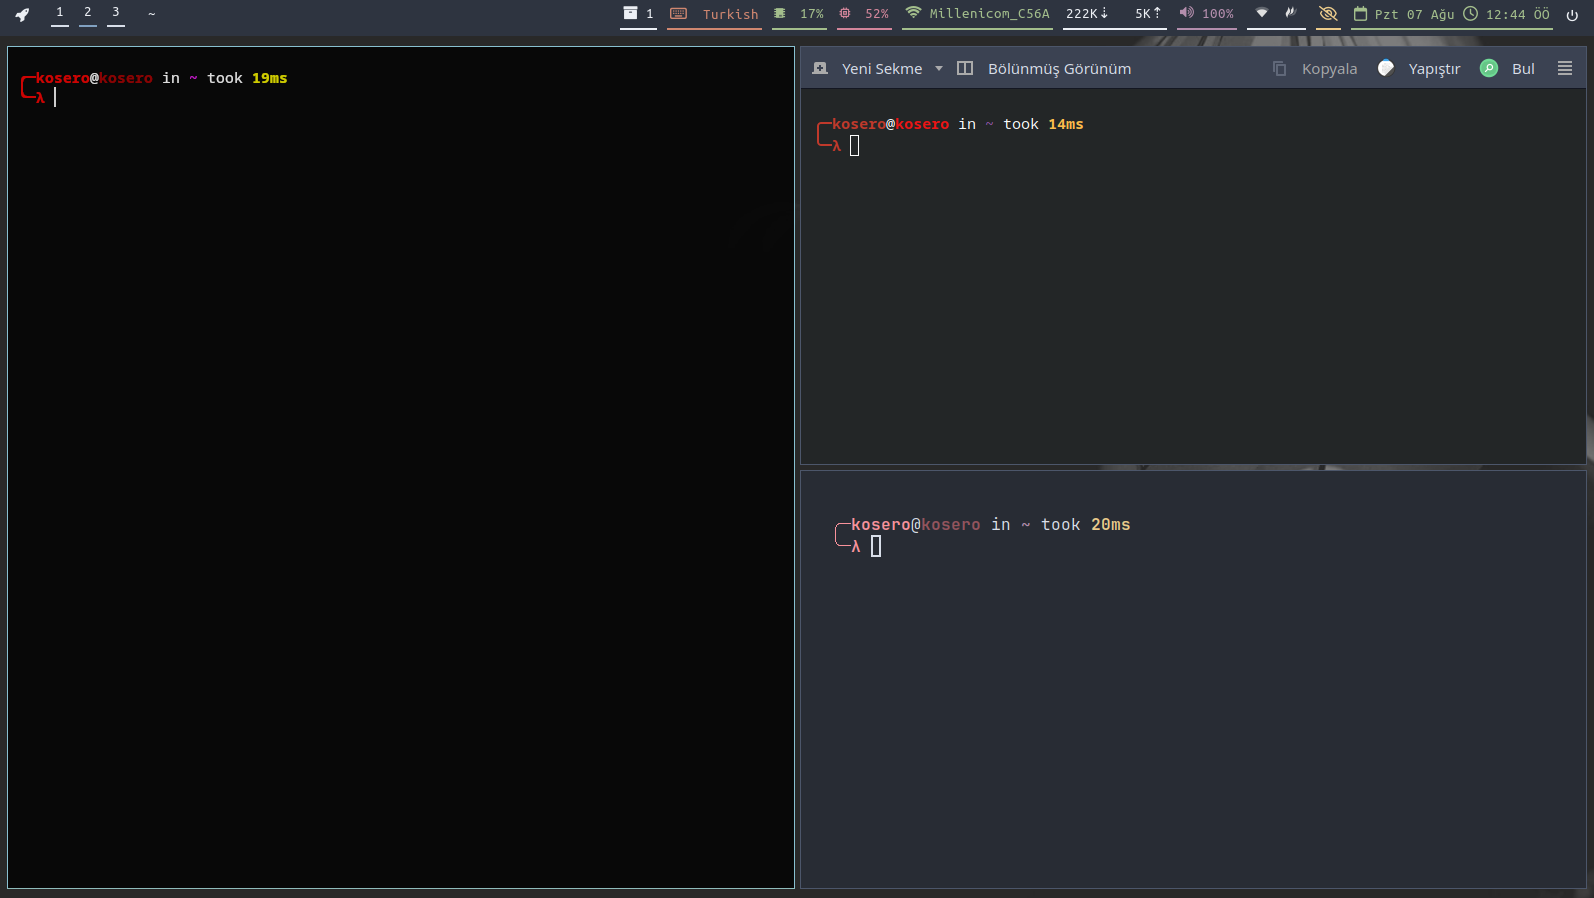 1 2 3 ~ 1 Turkish 17% 52% Millenicom_C56A 222K↓ 5K↑ 100% Pzt 07 Ağu 12:44 ÖÖ
kosero@kosero in ~ took 19ms
λ
Yeni Sekme Bölünmüş Görünüm Kopyala Yapıştır Bul
kosero@kosero in ~ took 14ms
λ
kosero@kosero in ~ took 20ms
λ